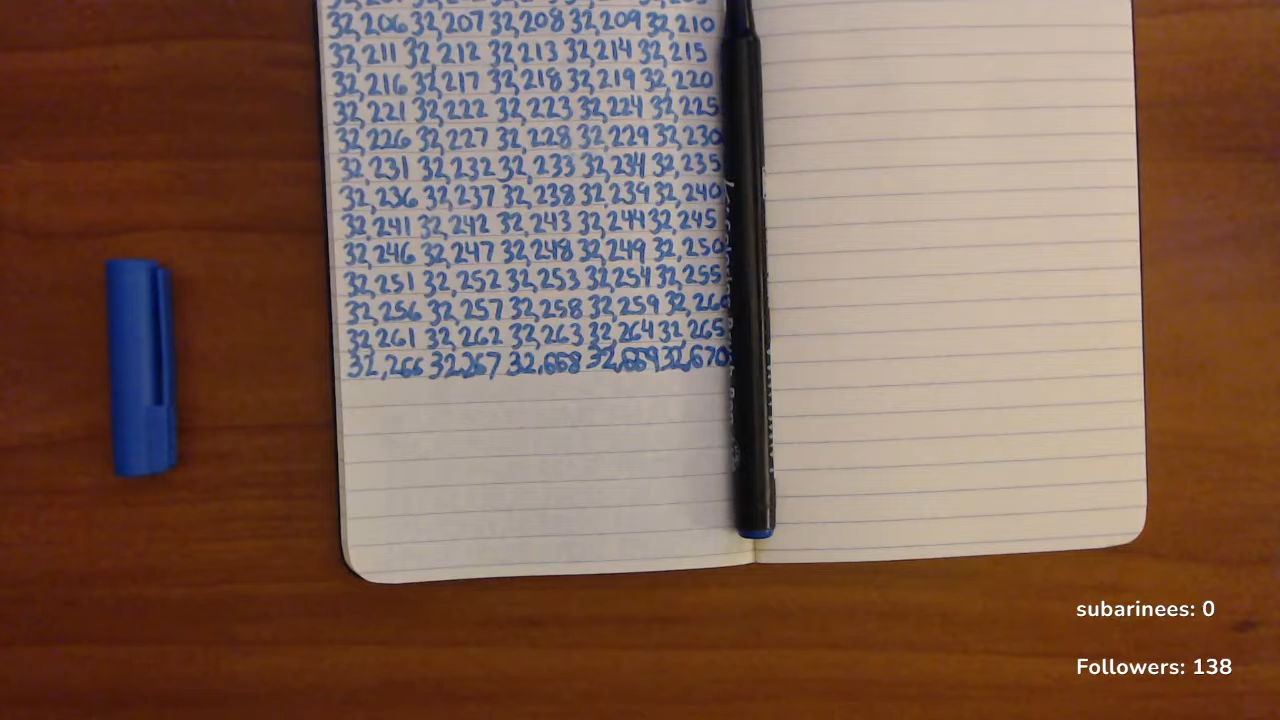 32,206 32,207 32,208 32,209 32,210
32,211 32,212 32,213 32,214 32,215
32,216 32,217 32,218 32,219 32,220
32,221 32,222 32,223 32,224 32,225
32,226 32,227 32,228 32,229 32,230
32,231 32,232 32,233 32,234 32,235
32,236 32,237 32,238 32,239 32,240
32,241 32,242 32,243 32,244 32,245
32,246 32,247 32,248 32,249 32,250
32,251 32,252 32,253 32,254 32,255
32,256 32,257 32,258 32,259 32,260
32,261 32,262 32,263 32,264 32,265
32,266 32,267 32,668 32,669 32,670
subarinees: 0
Followers: 138